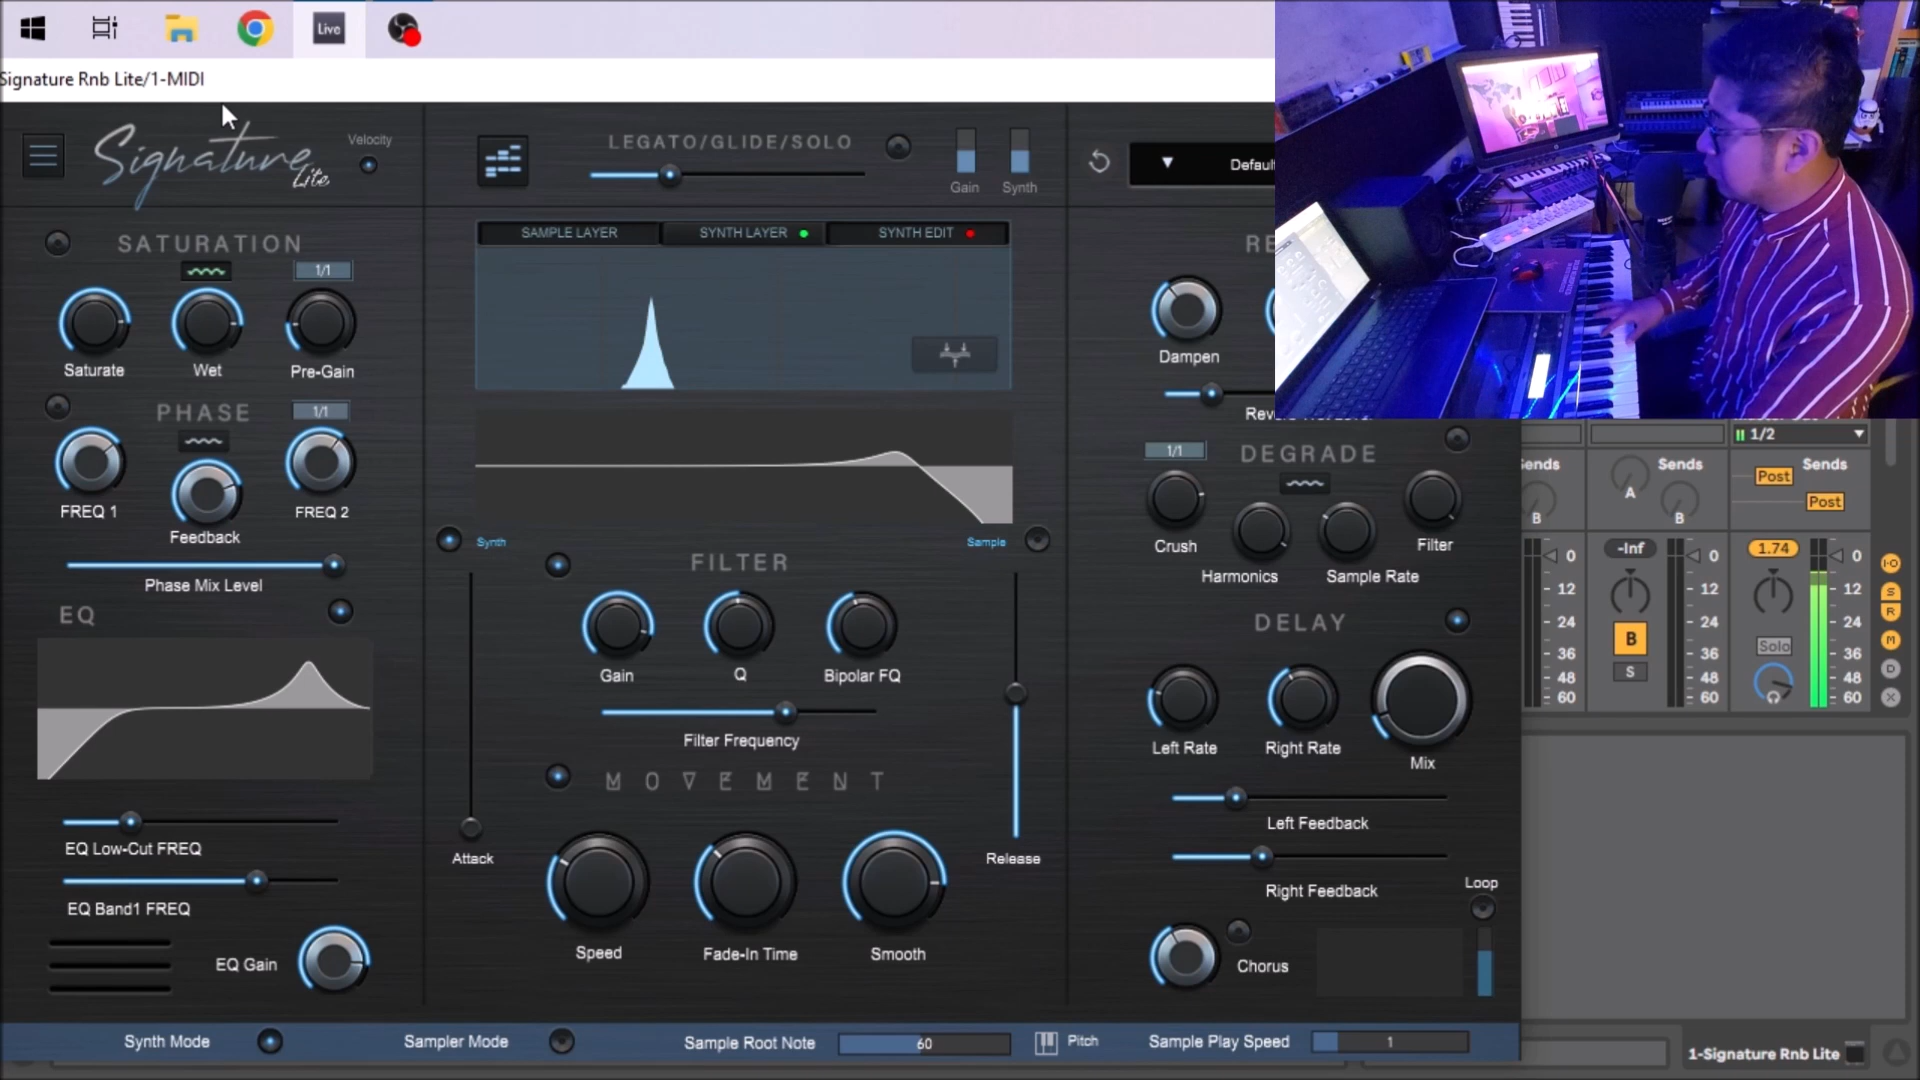 Live
Signature Rnb Lite/1-MIDI
Signature
Lite
Velocity
LEGATO/GLIDE/SOLO
Gain
Synth
Default
SAMPLE LAYER
SYNTH LAYER
SYNTH EDIT
SATURATION
1/1
Saturate
Wet
Pre-Gain
PHASE
1/1
FREQ 1
Feedback
FREQ 2
Phase Mix Level
EQ
EQ Low-Cut FREQ
EQ Band1 FREQ
EQ Gain
Synth
Sample
FILTER
Gain
Q
Bipolar FQ
Filter Frequency
MOVEMENT
Attack
Release
Speed
Fade-In Time
Smooth
Dampen
1/1
DEGRADE
Crush
Harmonics
Sample Rate
Filter
DELAY
Left Rate
Right Rate
Mix
Left Feedback
Right Feedback
Loop
Chorus
Synth Mode
Sampler Mode
Sample Root Note
60
Pitch
Sample Play Speed
1
1/2
Sends
Sends
Sends
A
B
B
Post
Post
-Inf
1.74
0
12
24
36
48
60
0
12
24
36
48
60
0
12
24
36
48
60
B
S
Solo
I·O
S
R
M
D
X
1-Signature Rnb Lite